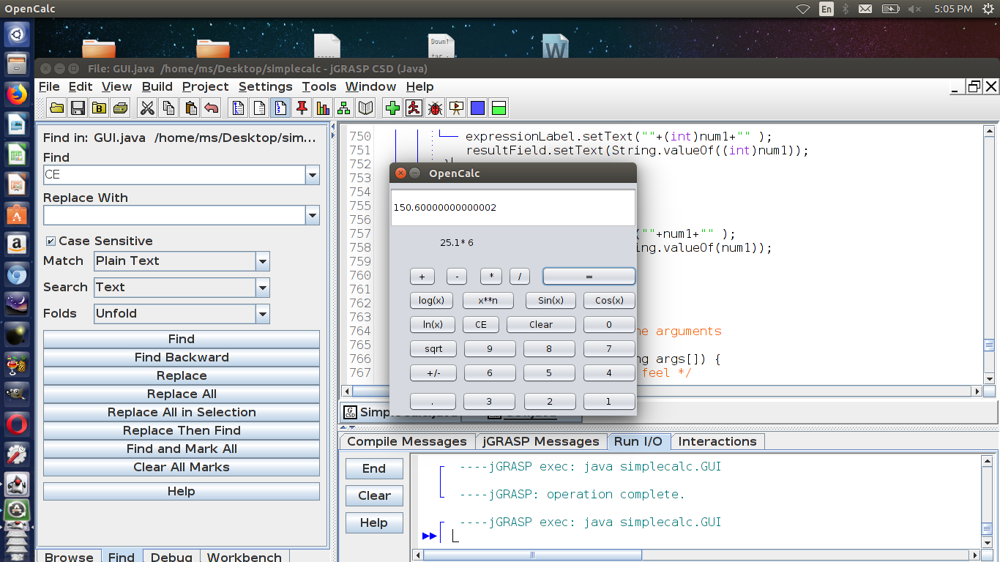 OpenCalc
En
5:05 PM
Down!
tar .
W
File: GUI.java /home/ms/Desktop/simplecalc - jGRASP CSD (Java)
File Edit View Build Project Settings Tools Window Help
Find in: GUI.java /home/ms/Desktop/sim...
Find
CE
Replace With
Case Sensitive
Match Plain Text
Search Text
Folds Unfold
Find
Find Backward
Replace
Replace All
Replace All in Selection
Replace Then Find
Find and Mark All
Clear All Marks
Help
Browse Find Debug Workbench
750 expressionLabel.setText(""+(int)num1+"" );
751 resultField.setText(String.valueOf((int)num1));
752 }
753
754
755
756
757 (""+num1+"" );
758 ing.valueOf(num1));
759
760
761
762
763
764 ne arguments
765
766 ng args[]) {
767 feel */
OpenCalc
150.60000000000002
25.1* 6
+ - * / =
log(x) x**n Sin(x) Cos(x)
ln(x) CE Clear 0
sqrt 9 8 7
+/- 6 5 4
. 3 2 1
Compile Messages jGRASP Messages Run I/O Interactions
End
Clear
Help
----jGRASP exec: java simplecalc.GUI
----jGRASP: operation complete.
----jGRASP exec: java simplecalc.GUI